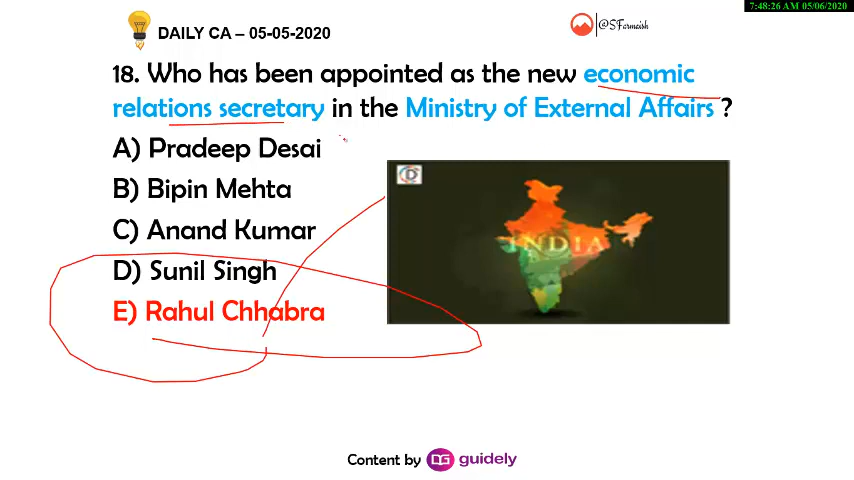 7:48:26 AM 05/06/2020
DAILY CA – 05-05-2020
@SFarmaish
18. Who has been appointed as the new economic
relations secretary in the Ministry of External Affairs ?
A) Pradeep Desai
B) Bipin Mehta
C) Anand Kumar
D) Sunil Singh
E) Rahul Chhabra
D
INDIA
Content by DG guidely